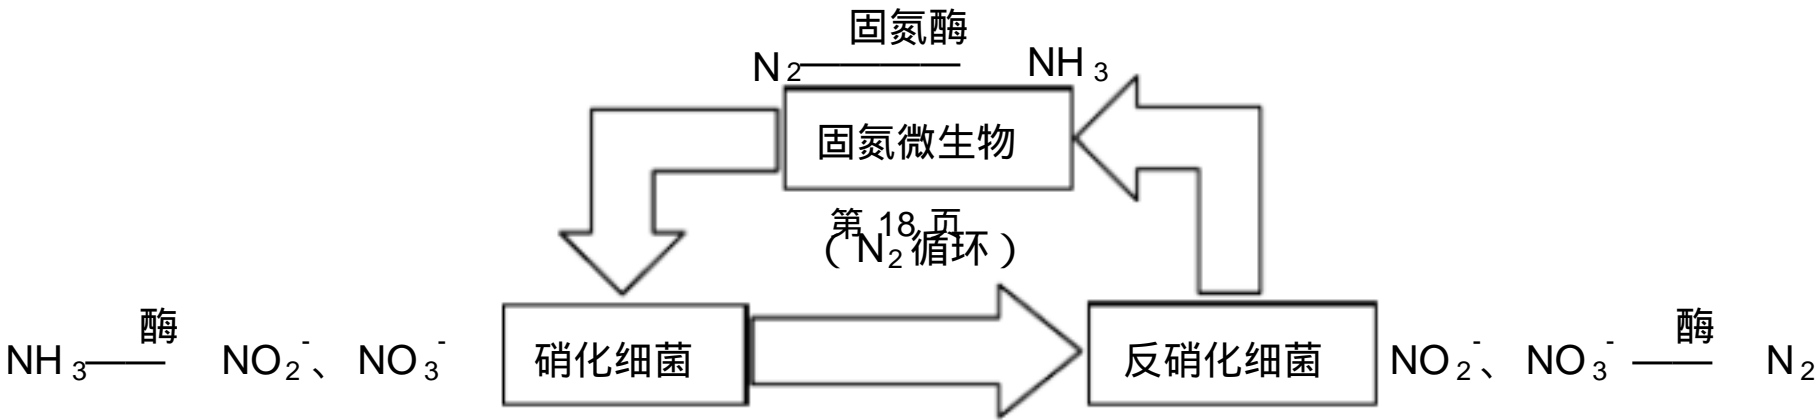 固氮酶
N₂———— NH₃
固氮微生物
第 18 页
（N₂循环）
酶 酶
NH₃—— NO₂⁻、NO₃⁻ 硝化细菌 反硝化细菌 NO₂⁻、NO₃⁻ —— N₂